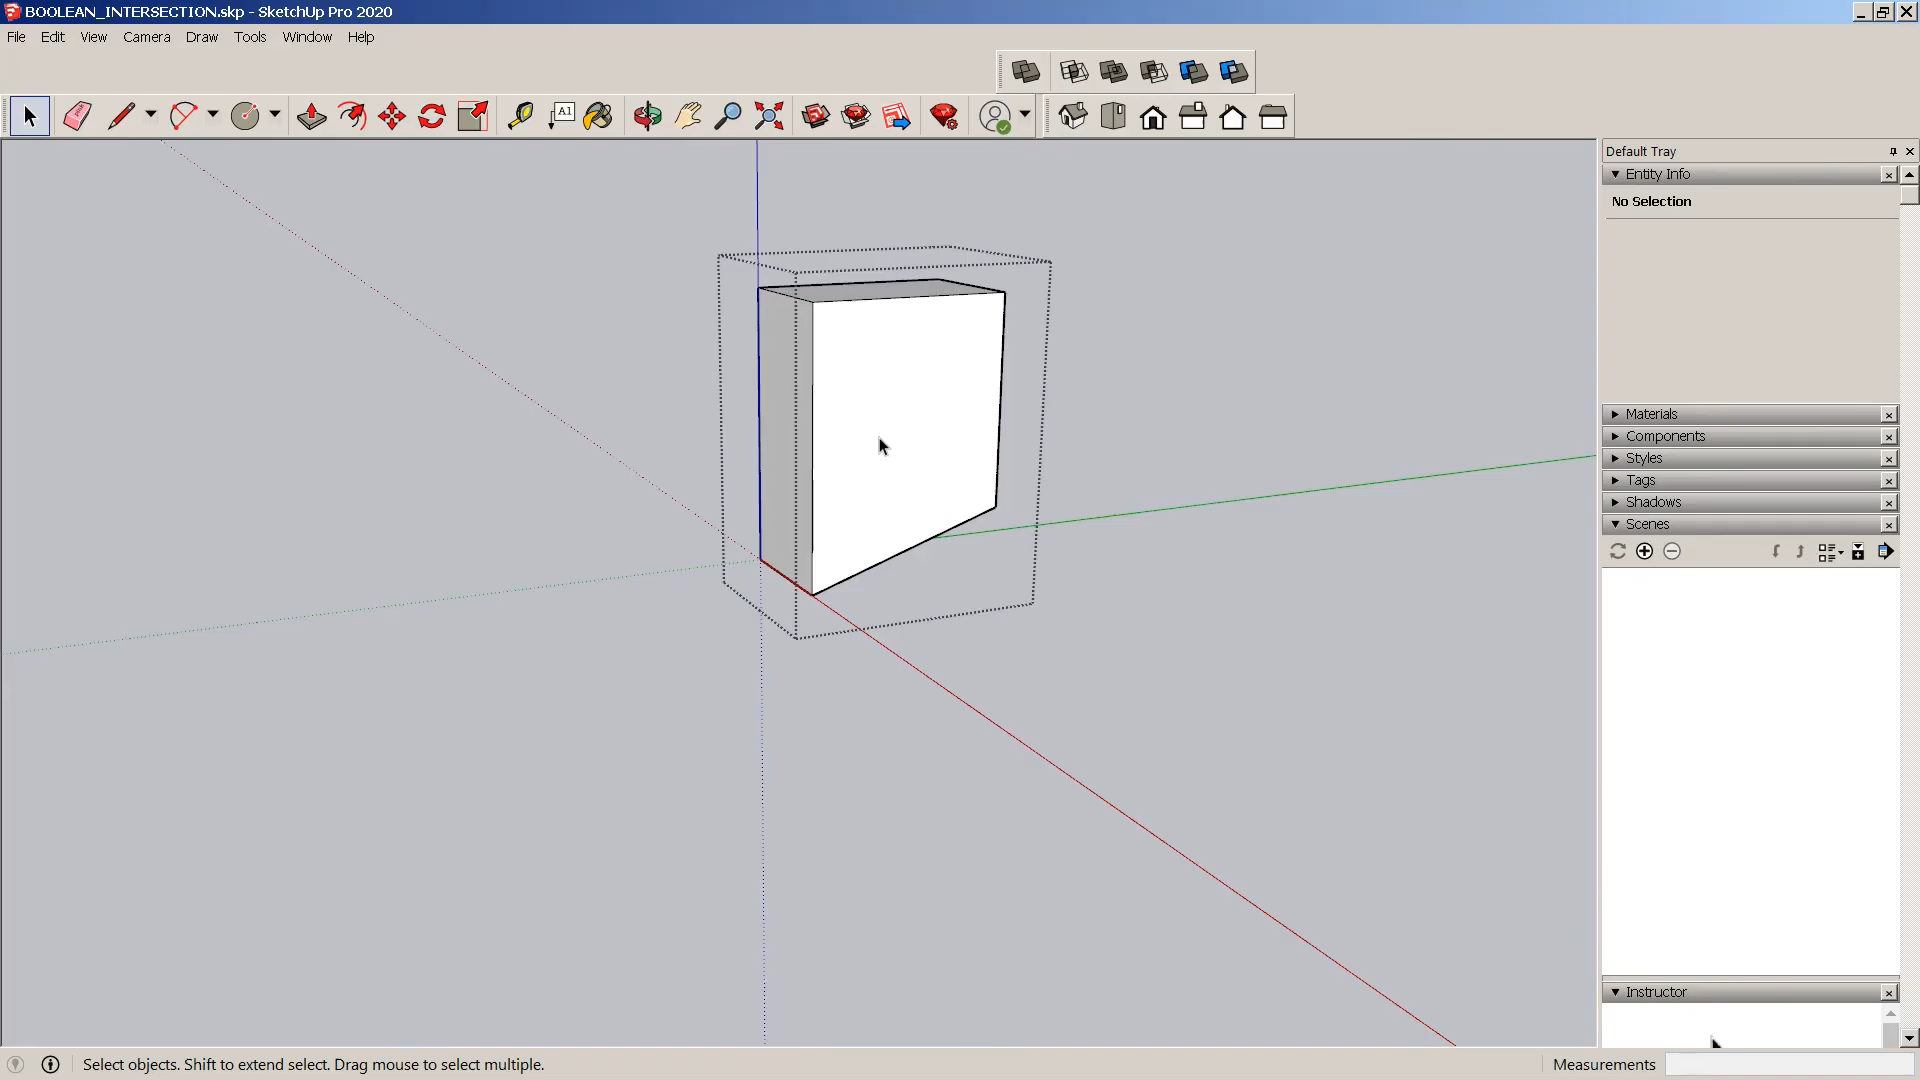 BOOLEAN_INTERSECTION.skp - SketchUp Pro 2020
File Edit View Camera Draw Tools Window Help
A1
Default Tray
Entity Info
No Selection
Materials
Components
Styles
Tags
Shadows
Scenes
Instructor
Select objects. Shift to extend select. Drag mouse to select multiple.
Measurements